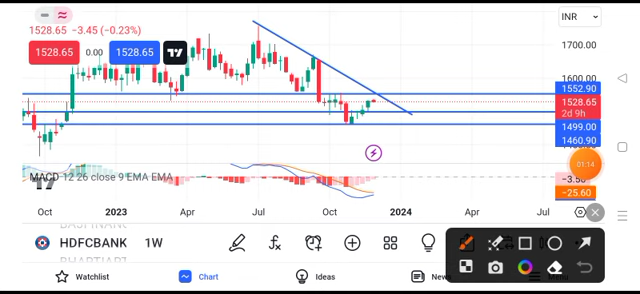 1528.65 −3.45 (−0.23%)
INR
1528.65 0.00 1528.65
1700.00
1600.00
1552.90
1528.65
2d 9h
1499.00
1460.90
01:14
MACD 12 26 close 9 EMA EMA
−3.50
−25.60
Oct 2023 Apr Jul Oct 2024 Apr Jul
HDFCBANK 1W
Watchlist Chart Ideas News Menu